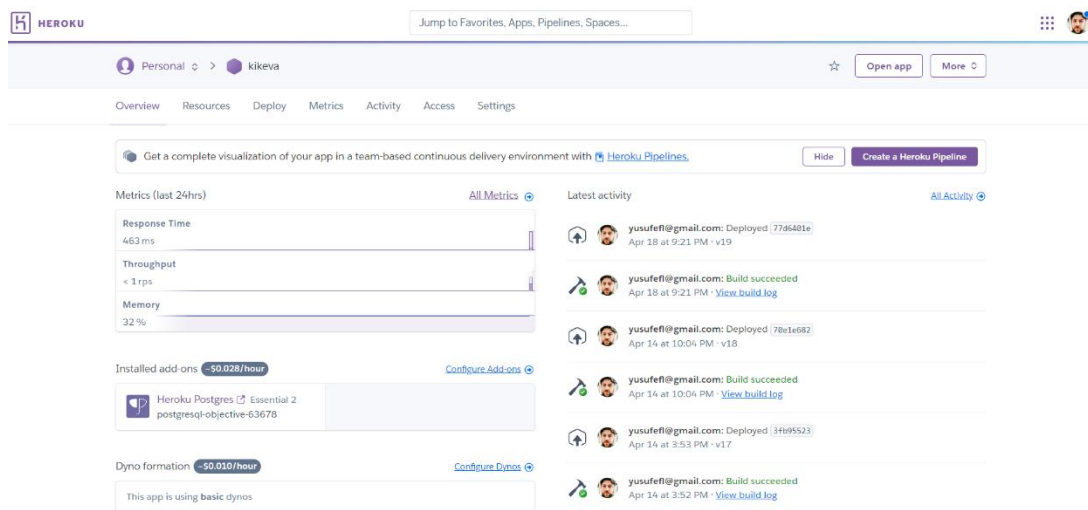 HEROKU
Jump to Favorites, Apps, Pipelines, Spaces...
Personal > kikeva
Open app
More
Overview Resources Deploy Metrics Activity Access Settings
Get a complete visualization of your app in a team-based continuous delivery environment with Heroku Pipelines.
Hide
Create a Heroku Pipeline
Metrics (last 24hrs)
All Metrics
Response Time
463 ms
Throughput
< 1 rps
Memory
32 %
Installed add-ons ~$0.028/hour
Configure Add-ons
Heroku Postgres Essential 2
postgresql-objective-63678
Dyno formation ~$0.010/hour
Configure Dynos
This app is using basic dynos
Latest activity
All Activity
yusufefl@gmail.com: Deployed 77d6401e
Apr 18 at 9:21 PM · v19
yusufefl@gmail.com: Build succeeded
Apr 18 at 9:21 PM · View build log
yusufefl@gmail.com: Deployed 70e1e682
Apr 14 at 10:04 PM · v18
yusufefl@gmail.com: Build succeeded
Apr 14 at 10:04 PM · View build log
yusufefl@gmail.com: Deployed 3fb95523
Apr 14 at 3:53 PM · v17
yusufefl@gmail.com: Build succeeded
Apr 14 at 3:52 PM · View build log